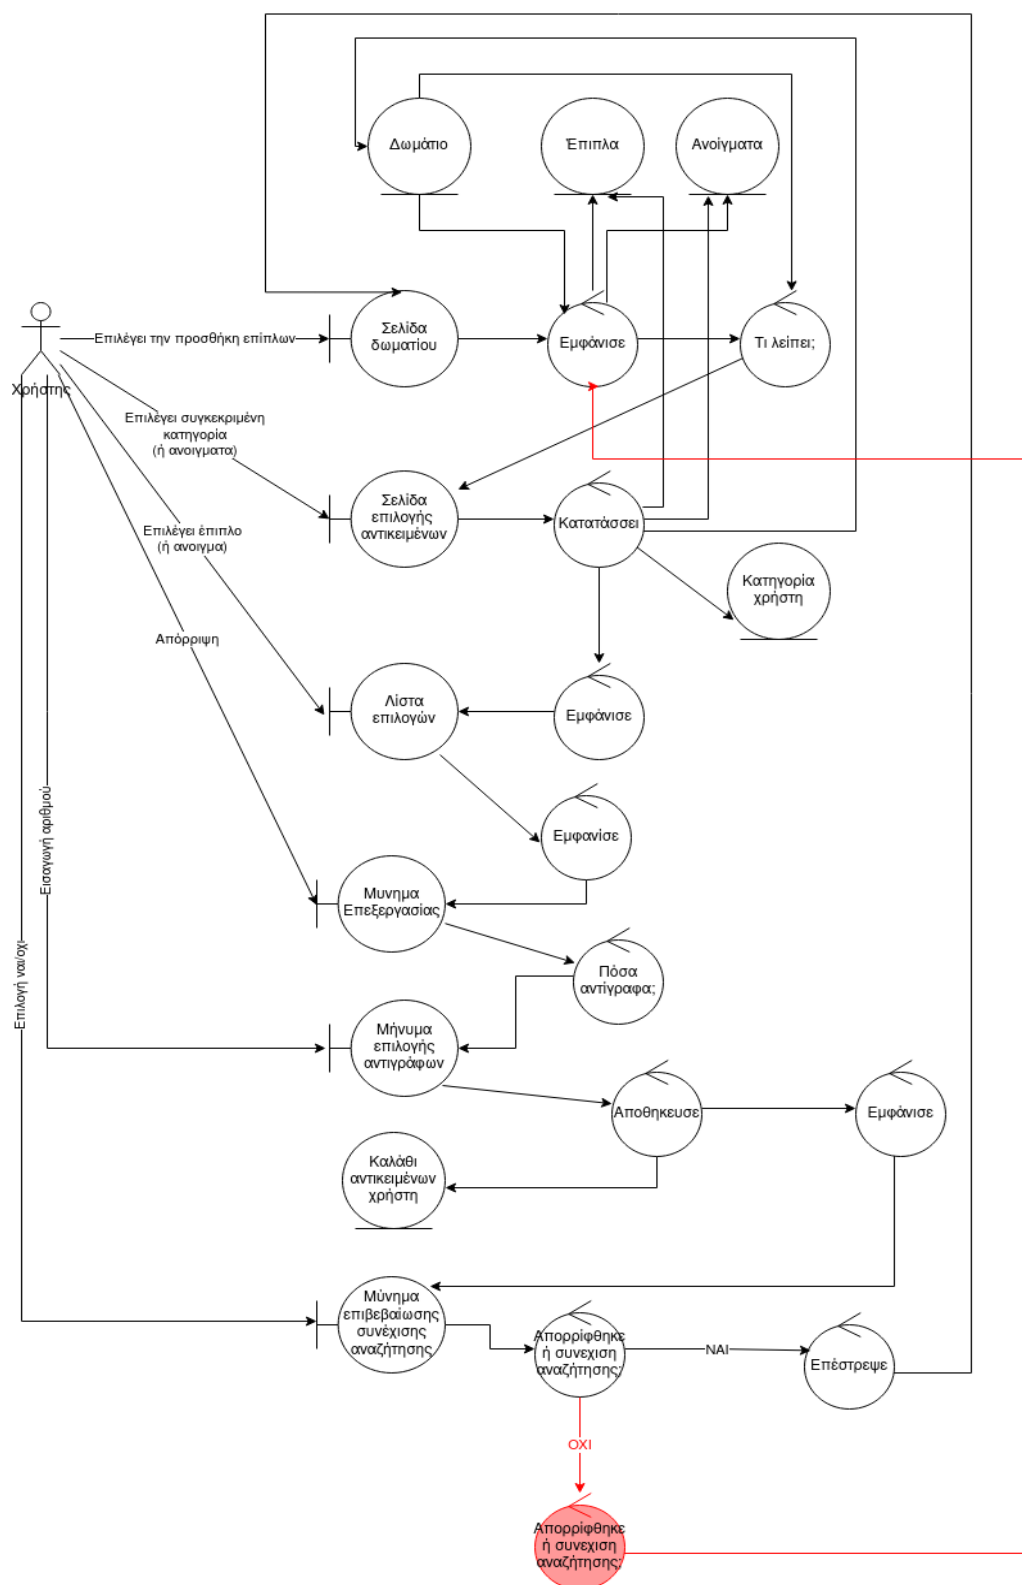 Δωμάτιο
Έπιπλα
Ανοίγματα
Χρήστης
Επιλέγει την προσθήκη επίπλων
Σελίδα
δωματίου
Εμφάνισε
Τι λείπει;
Επιλέγει συγκεκριμένη
κατηγορία
(ή ανοιγματα)
Σελίδα
επιλογής
αντικειμένων
Κατατάσσει
Κατηγορία
χρήστη
Επιλέγει έπιπλο
(ή ανοιγμα)
Απόρριψη
Λίστα
επιλογών
Εμφάνισε
Εμφανίσε
Εισαγωγή αριθμού
Μυνημα
Επεξεργασίας
Πόσα
αντίγραφα;
Επιλογή ναι/οχι
Μήνυμα
επιλογής
αντιγράφων
Αποθηκευσε
Εμφάνισε
Καλάθι
αντικειμένων
χρήστη
Μύνημα
επιβεβαίωσης
συνέχισης
αναζήτησης
Απορρίφθηκε
ή συνεχιση
αναζήτησης;
ΝΑΙ
Επέστρεψε
ΟΧΙ
Απορρίφθηκε
ή συνεχιση
αναζήτησης;